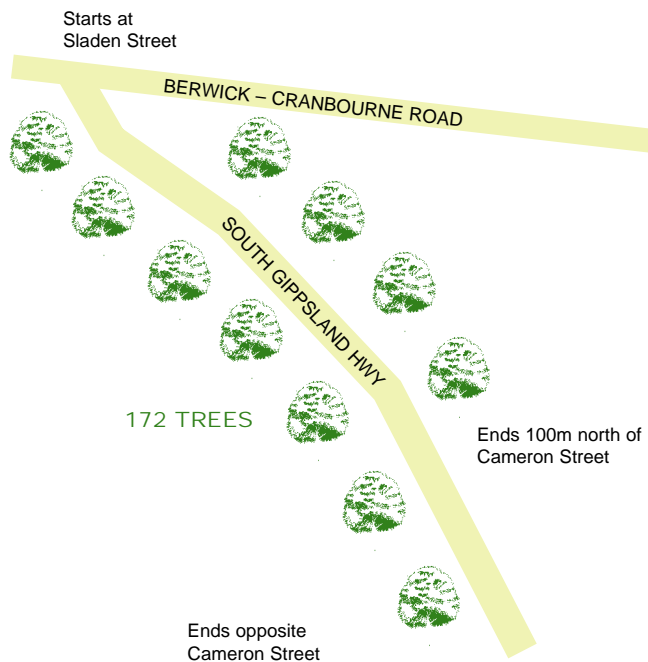 Starts at
Sladen Street
BERWICK – CRANBOURNE ROAD
SOUTH GIPPSLAND HWY
172 TREES
Ends 100m north of
Cameron Street
Ends opposite
Cameron Street